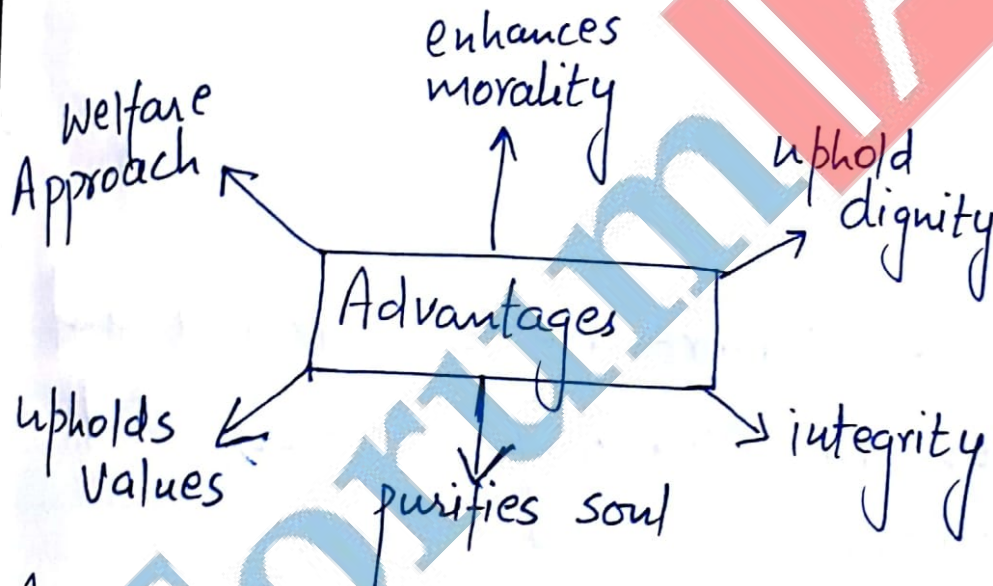 enhances
morality
Welfare
Approach
uphold
dignity
Advantages
upholds
values
integrity
purifies soul